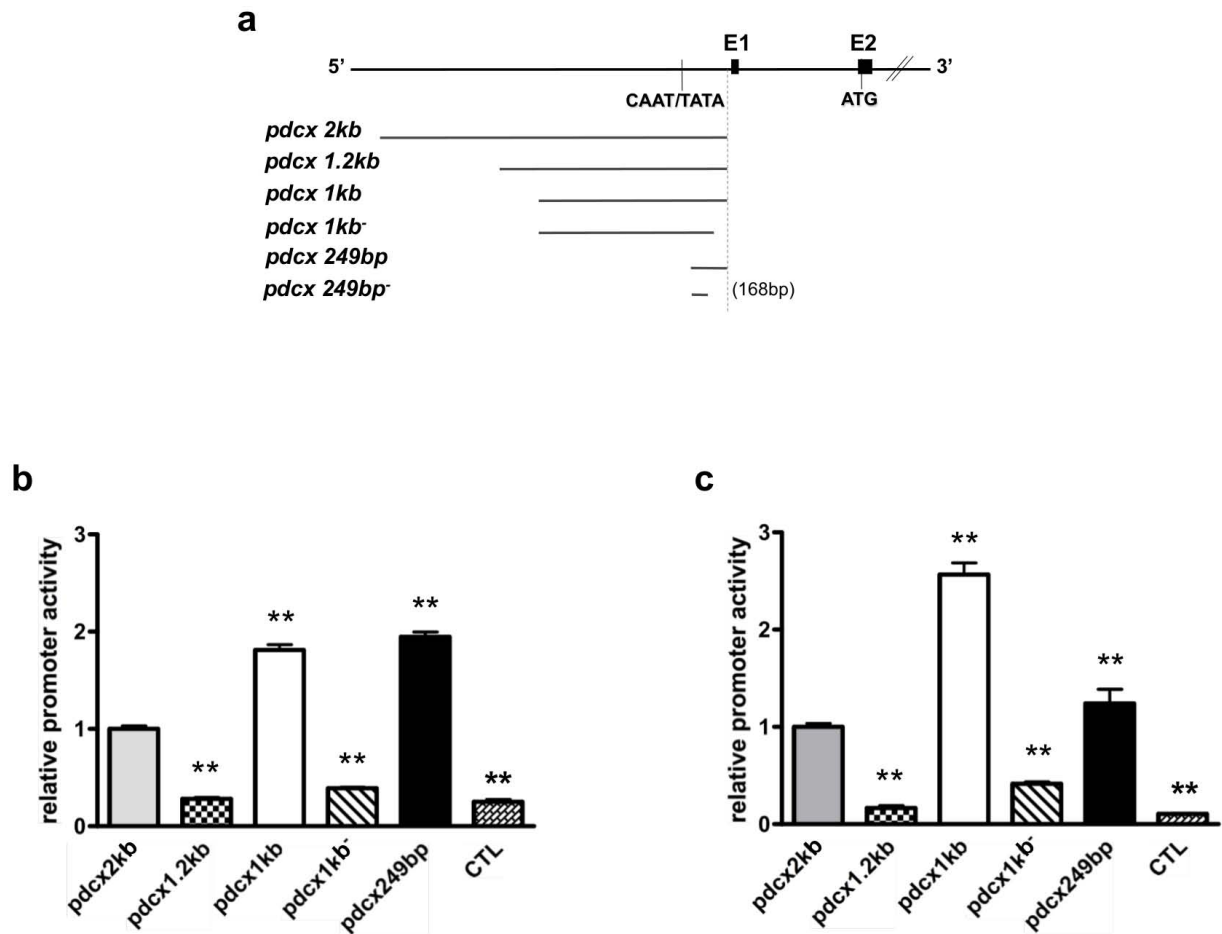 a
E1 E2
5' 3'
CAAT/TATA ATG
pdcx 2kb
pdcx 1.2kb
pdcx 1kb
pdcx 1kb-
pdcx 249bp
pdcx 249bp- (168bp)
b
relative promoter activity
3
2
1
0
**
**
**
**
**
pdcx2kb
pdcx1.2kb
pdcx1kb
pdcx1kb-
pdcx249bp
CTL
c
relative promoter activity
3
2
1
0
**
**
**
**
**
pdcx2kb
pdcx1.2kb
pdcx1kb
pdcx1kb-
pdcx249bp
CTL